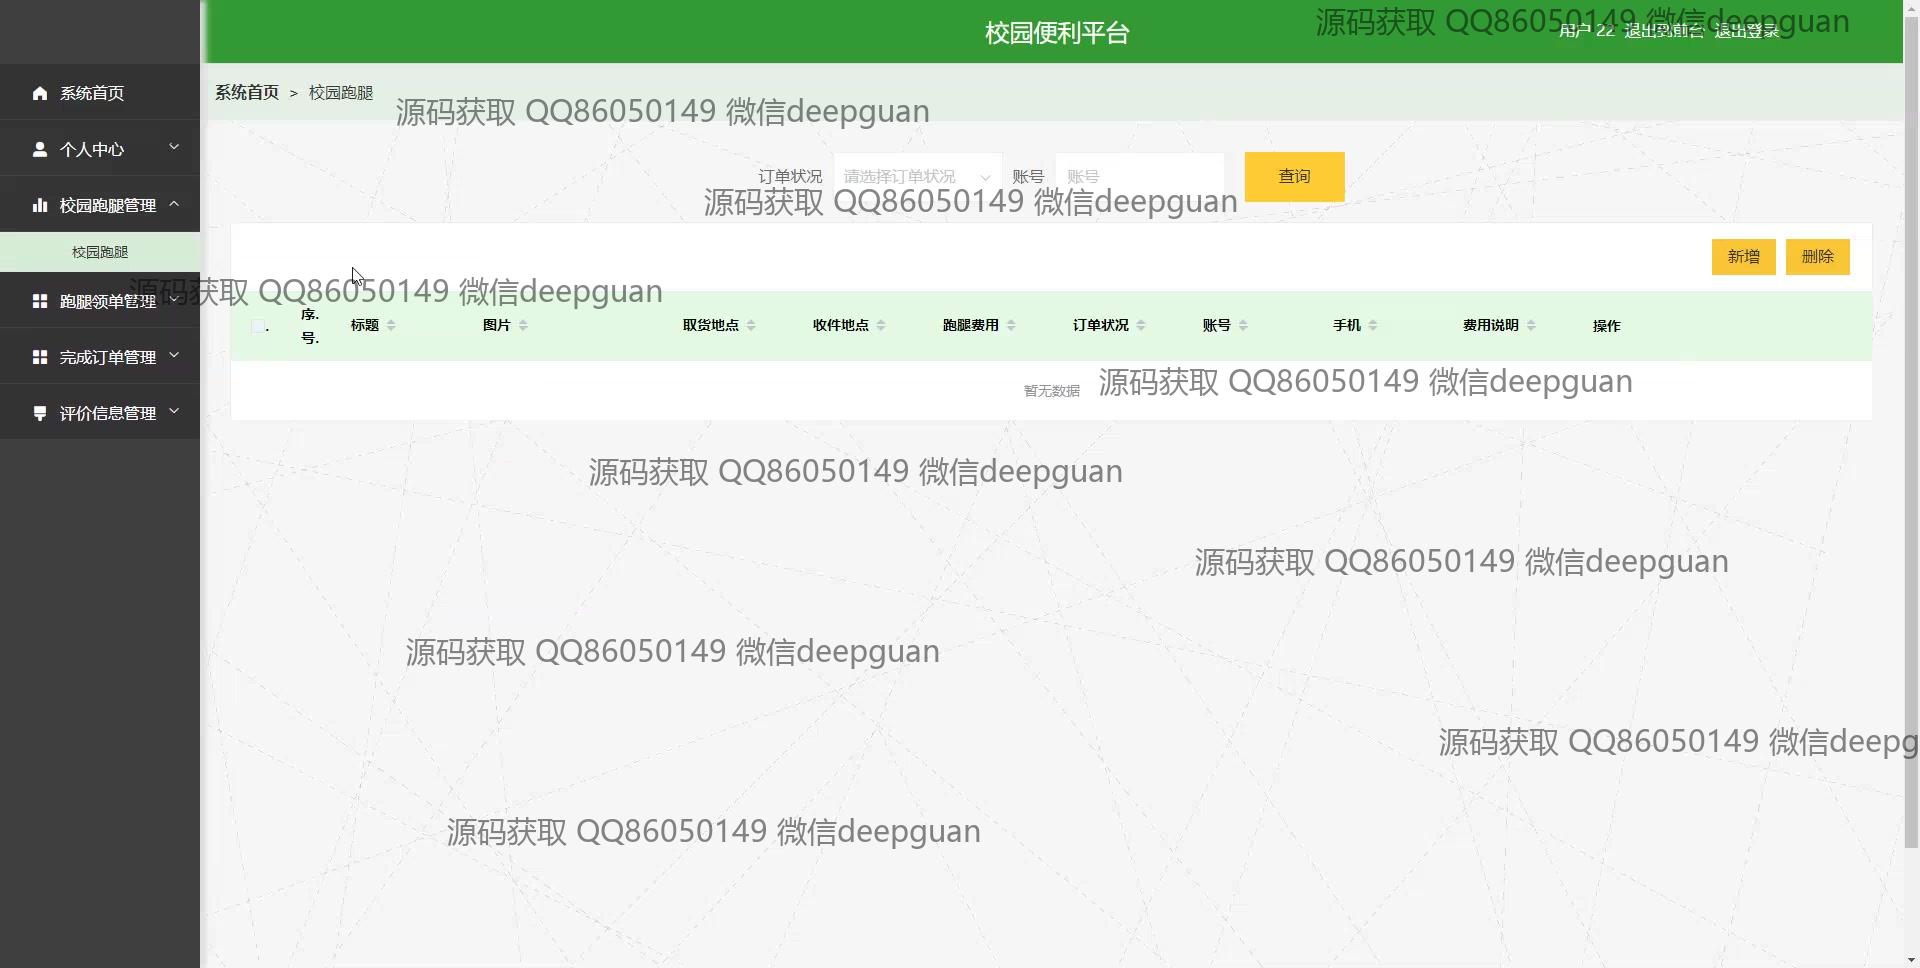 校园便利平台
源码获取 QQ86050149 微信deepguan
用户 22 退出到前台 退出登录
系统首页
个人中心
校园跑腿管理
校园跑腿
跑腿领单管理
完成订单管理
评价信息管理
系统首页 > 校园跑腿
源码获取 QQ86050149 微信deepguan
订单状况 请选择订单状况 账号 账号 查询
源码获取 QQ86050149 微信deepguan
新增 删除
源码获取 QQ86050149 微信deepguan
序号. 标题 图片 取货地点 收件地点 跑腿费用 订单状况 账号 手机 费用说明 操作
暂无数据
源码获取 QQ86050149 微信deepguan
源码获取 QQ86050149 微信deepguan
源码获取 QQ86050149 微信deepguan
源码获取 QQ86050149 微信deepguan
源码获取 QQ86050149 微信deepg
源码获取 QQ86050149 微信deepguan